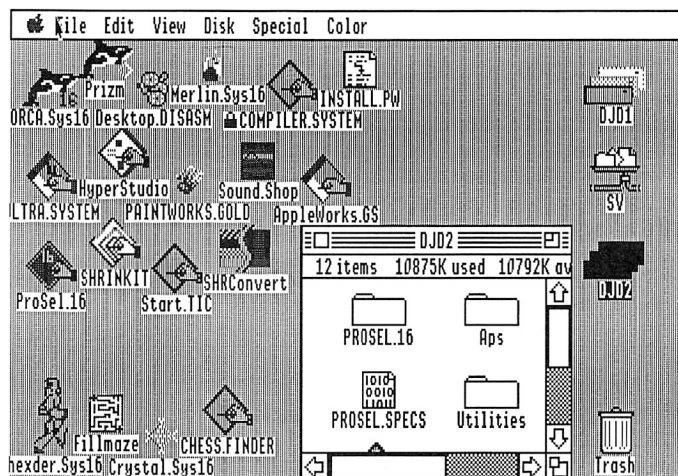 File Edit View Disk Special Color
Prizm
16
Merlin.Sys16
INSTALL.PW
ORCA.Sys16
Desktop.DISASM
COMPILER.SYSTEM
DJD1
HyperStudio
Sound.Shop
LTRA.SYSTEM
PAINTWORKS.GOLD
AppleWorks.GS
SV
DJD2
12 items 10875K used 10792K av
SHRINKIT
SHRConvert
ProSel.16
Start.TIC
DJD2
PROSEL.16
Aps
PROSEL.SPECS
Utilities
Fillmaze
CHESS.FINDER
hexder.Sys16
Crystal.Sys16
Trash